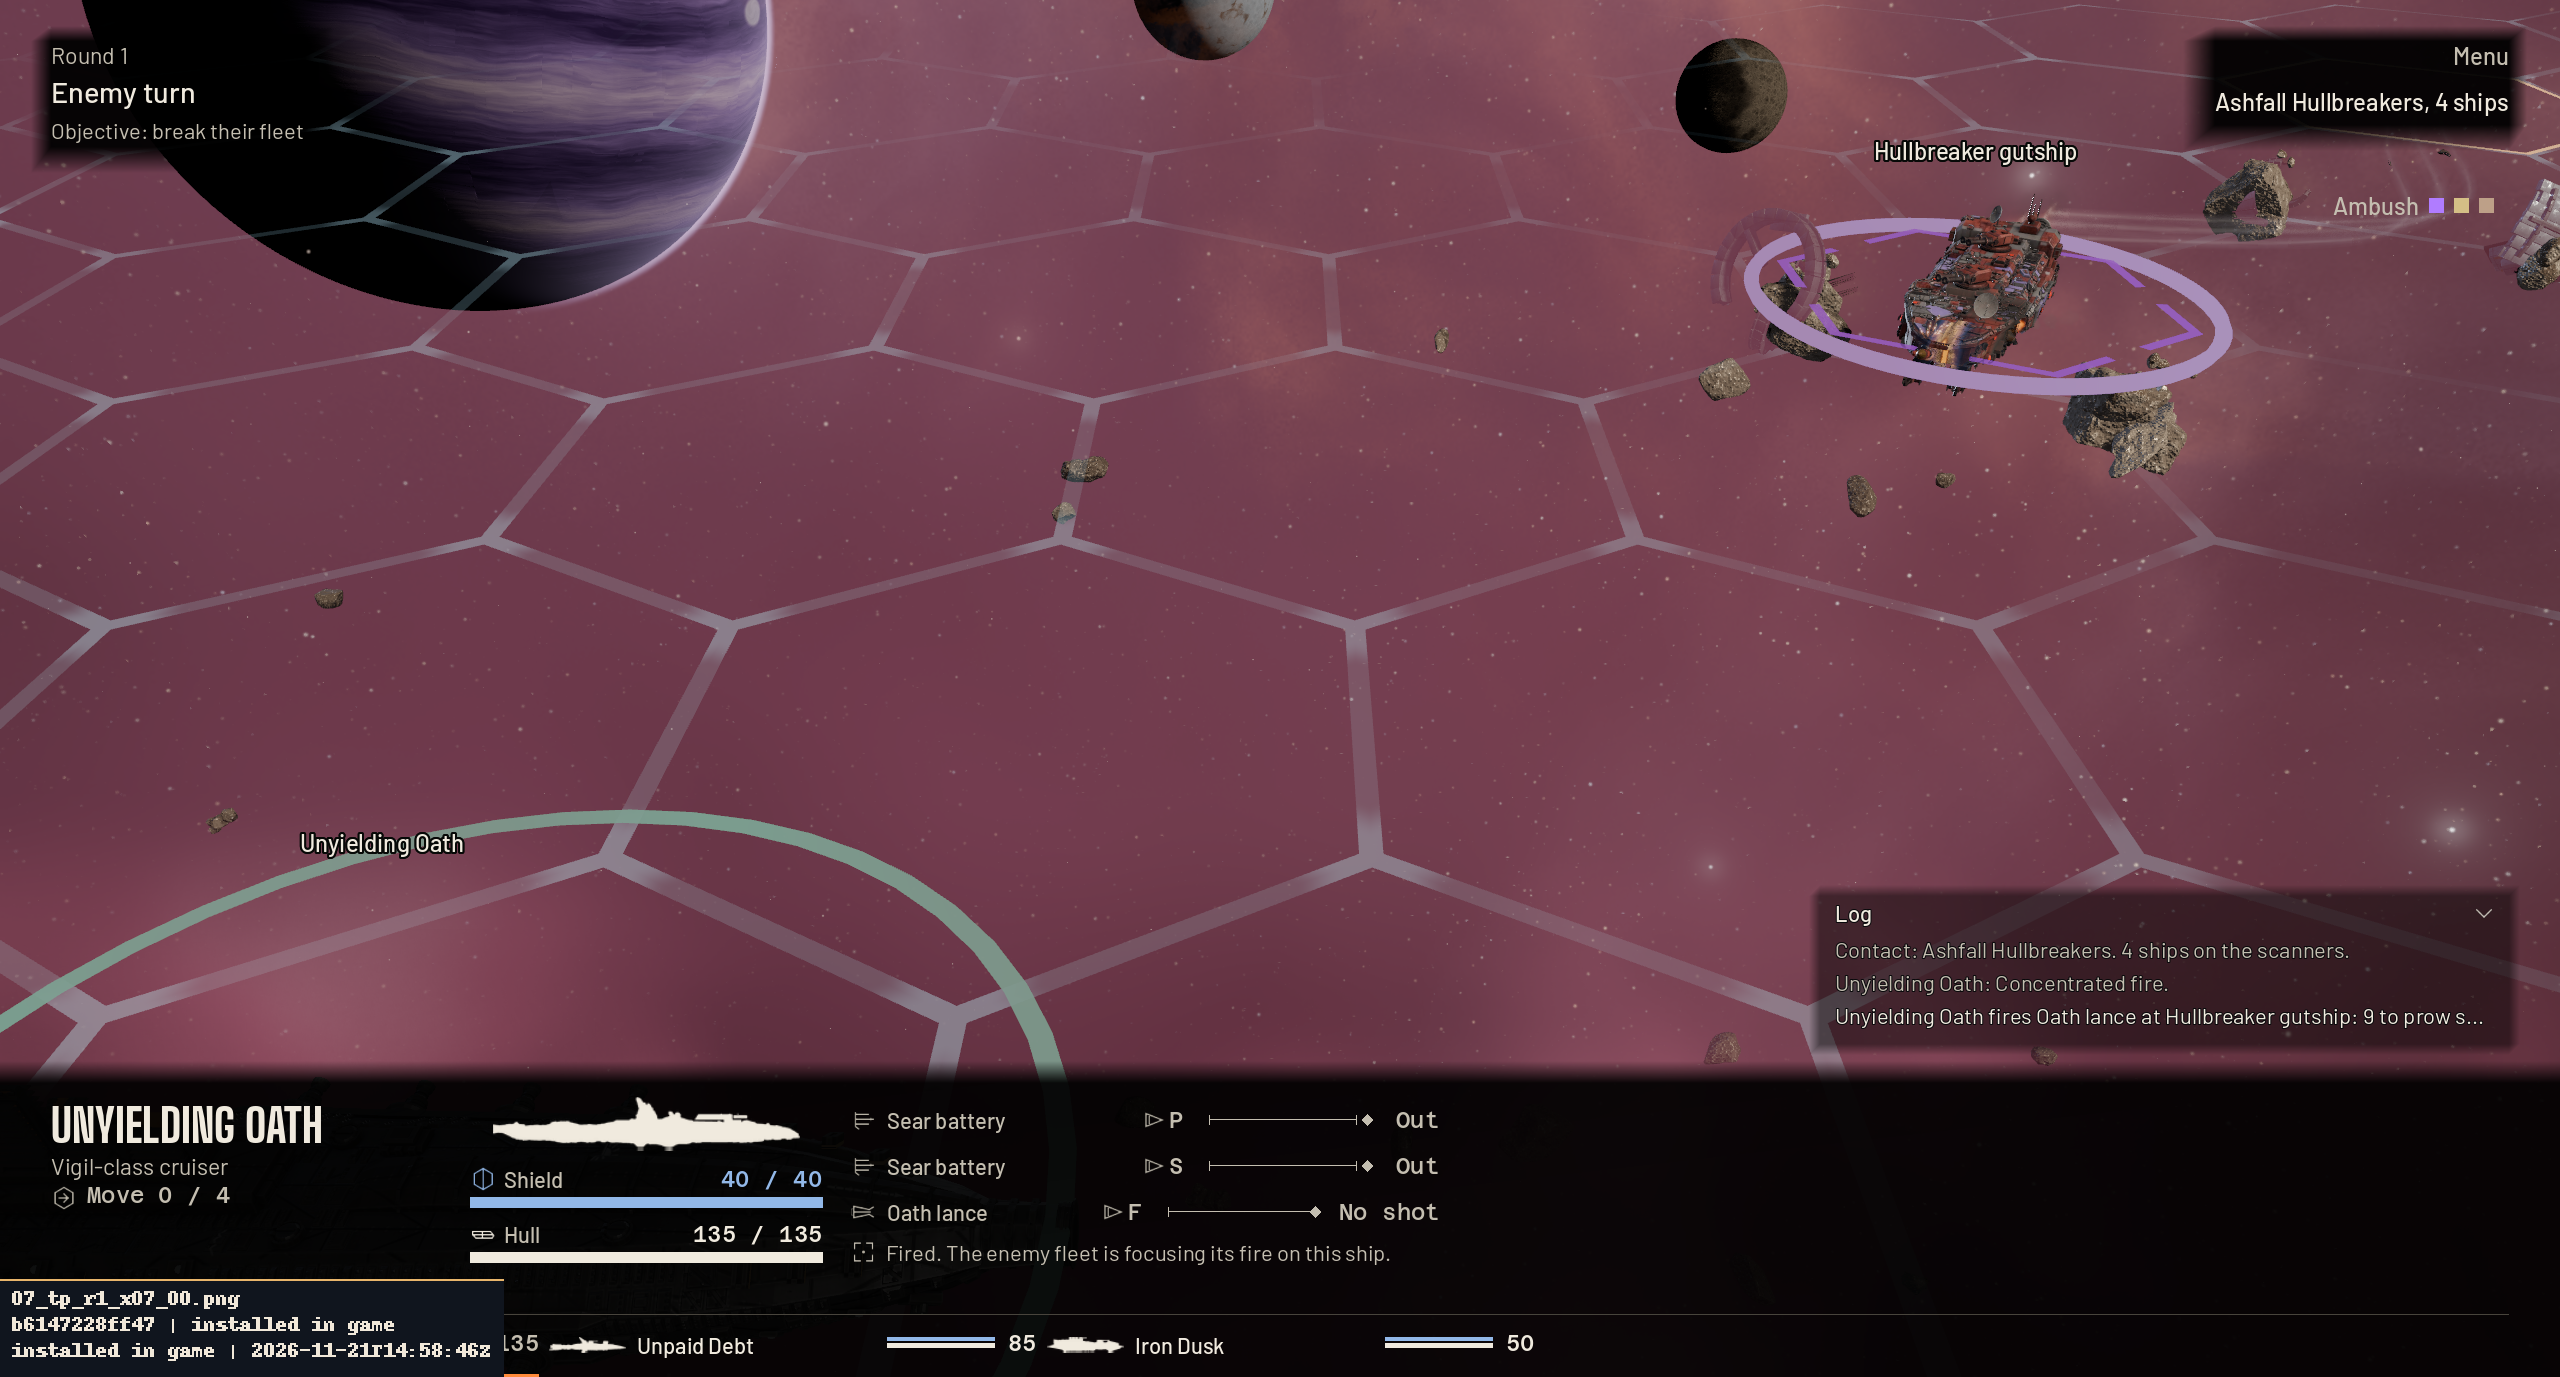 Round 1
Enemy turn
Objective: break their fleet
Menu
Ashfall Hullbreakers, 4 ships
Hullbreaker gutship
Ambush
Unyielding Oath
Log
Contact: Ashfall Hullbreakers. 4 ships on the scanners.
Unyielding Oath: Concentrated fire.
Unyielding Oath fires Oath lance at Hullbreaker gutship: 9 to prow s...
UNYIELDING OATH
Vigil-class cruiser
Move 0 / 4
Shield 40 / 40
Hull 135 / 135
Sear battery P Out
Sear battery S Out
Oath lance F No shot
Fired. The enemy fleet is focusing its fire on this ship.
07_tp_r1_x07_00.png
b6147228ff47 | installed in game
installed in game | 2026-11-21r14:58:46z
135 Unpaid Debt 85 Iron Dusk 50